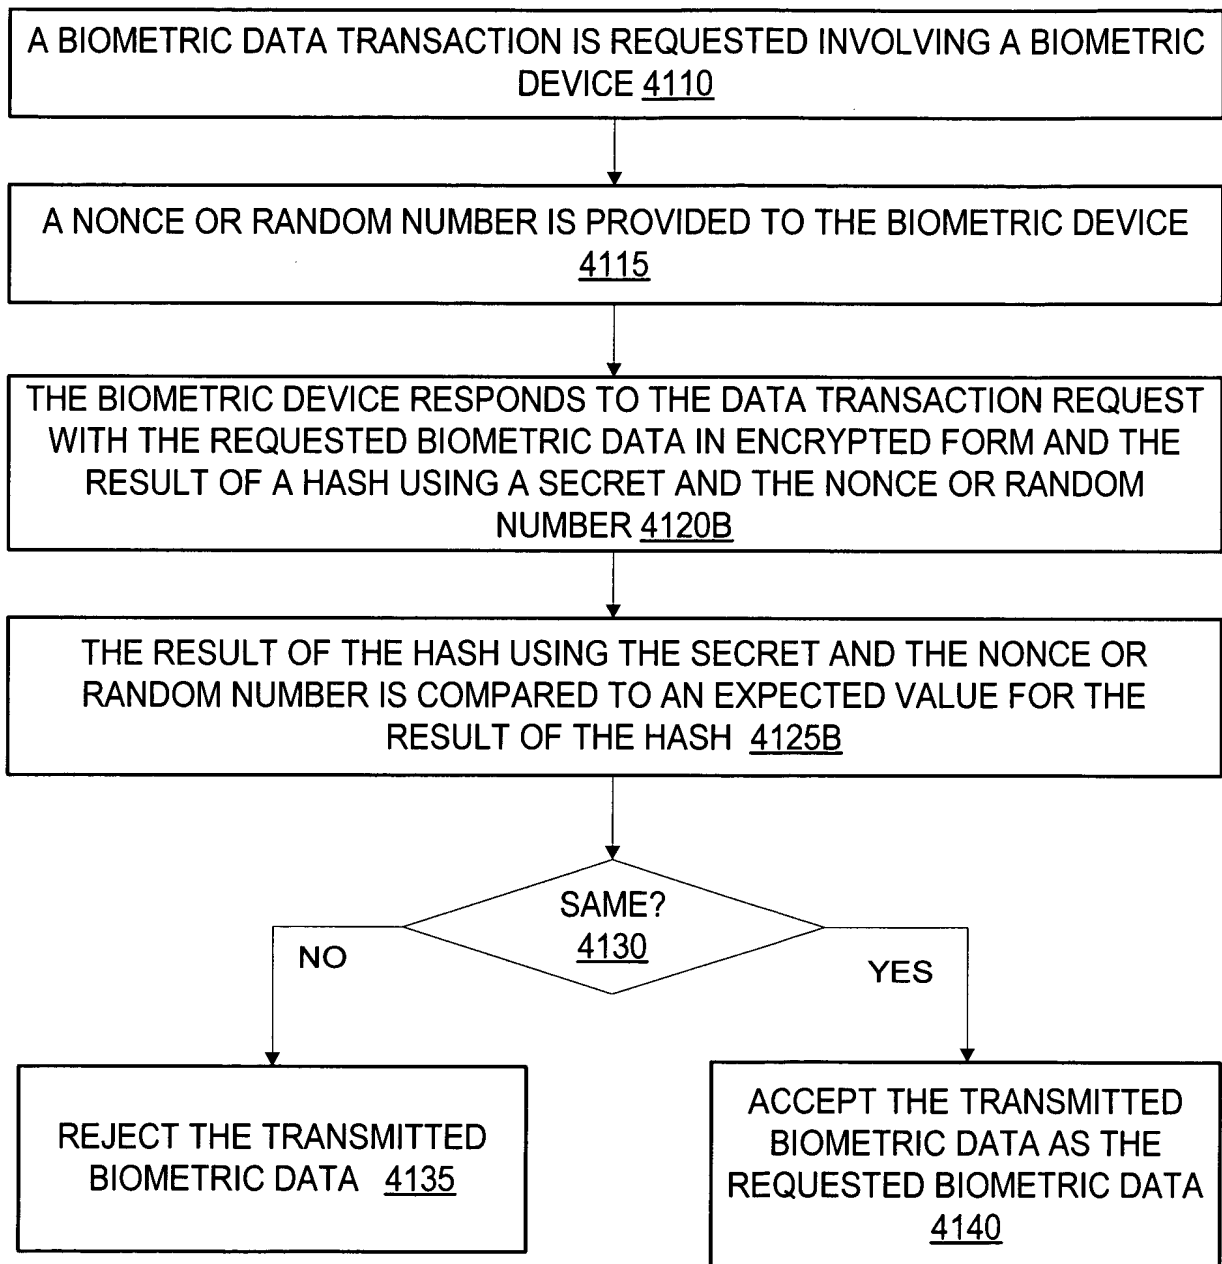 A BIOMETRIC DATA TRANSACTION IS REQUESTED INVOLVING A BIOMETRIC
DEVICE 4110
A NONCE OR RANDOM NUMBER IS PROVIDED TO THE BIOMETRIC DEVICE
4115
THE BIOMETRIC DEVICE RESPONDS TO THE DATA TRANSACTION REQUEST
WITH THE REQUESTED BIOMETRIC DATA IN ENCRYPTED FORM AND THE
RESULT OF A HASH USING A SECRET AND THE NONCE OR RANDOM
NUMBER 4120B
THE RESULT OF THE HASH USING THE SECRET AND THE NONCE OR
RANDOM NUMBER IS COMPARED TO AN EXPECTED VALUE FOR THE
RESULT OF THE HASH 4125B
SAME?
4130
NO
YES
REJECT THE TRANSMITTED
BIOMETRIC DATA 4135
ACCEPT THE TRANSMITTED
BIOMETRIC DATA AS THE
REQUESTED BIOMETRIC DATA
4140